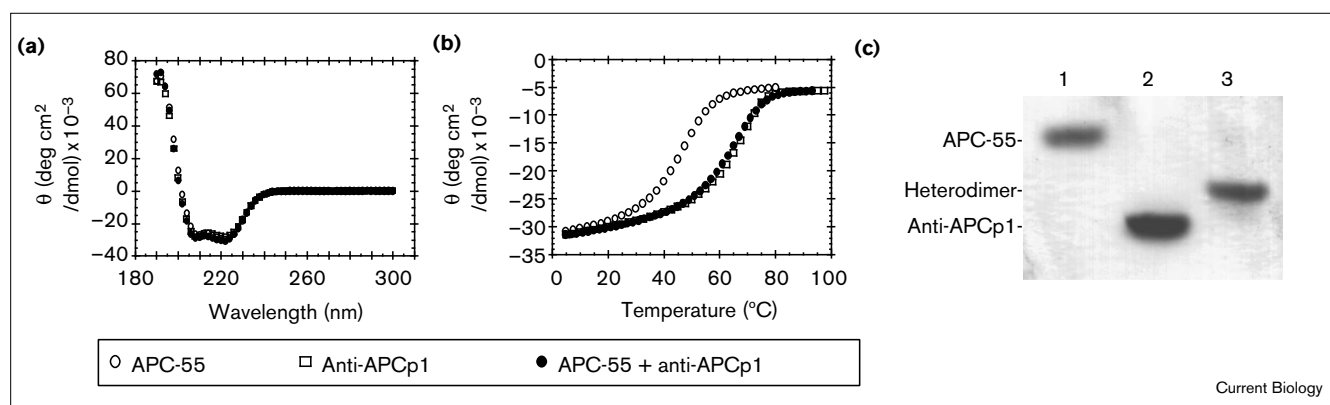 (a)
θ (deg cm²
/dmol) x 10⁻³
80
60
40
20
0
−20
−40
180 220 260 300
Wavelength (nm)
(b)
θ (deg cm²
/dmol) x 10⁻³
−5
−10
−15
−20
−25
−30
−35
0 20 40 60 80 100
Temperature (°C)
(c)
1 2 3
APC-55-
Heterodimer-
Anti-APCp1-
APC-55 Anti-APCp1 APC-55 + anti-APCp1
Current Biology